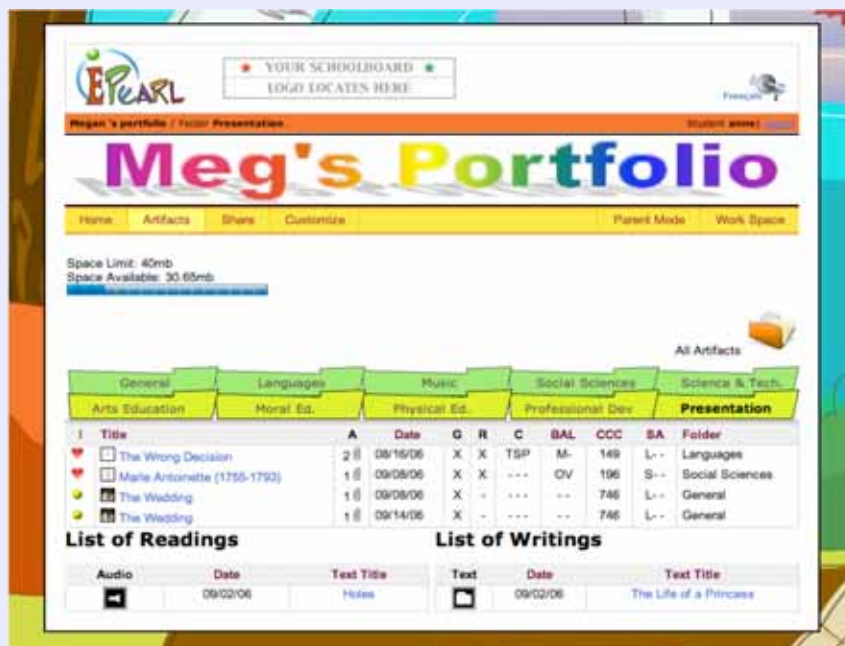 EPEARL
★ YOUR SCHOOLBOARD ★
LOGO LOCATES HERE
Français
Megan 's portfolio / Folder Presentation
Student anne|
Meg's Portfolio
Home Artifacts Share Customize Parent Mode Work Space
Space Limit: 40mb
Space Available: 30.65mb
All Artifacts
General Languages Music Social Sciences Science & Tech.
Arts Education Moral Ed. Physical Ed. Professional Dev Presentation
! Title A Date G R C BAL CCC SA Folder
The Wrong Decision 2 08/16/06 X X TSP M- 149 L-- Languages
Marie Antoinette (1755-1793) 1 09/08/06 X X --- OV 196 S-- Social Sciences
The Wedding 1 09/08/06 X - --- -- 746 L-- General
The Wedding 1 09/14/06 X - --- -- 746 L-- General
List of Readings List of Writings
Audio Date Text Title Text Date Text Title
09/02/06 Holes 09/02/06 The Life of a Princess